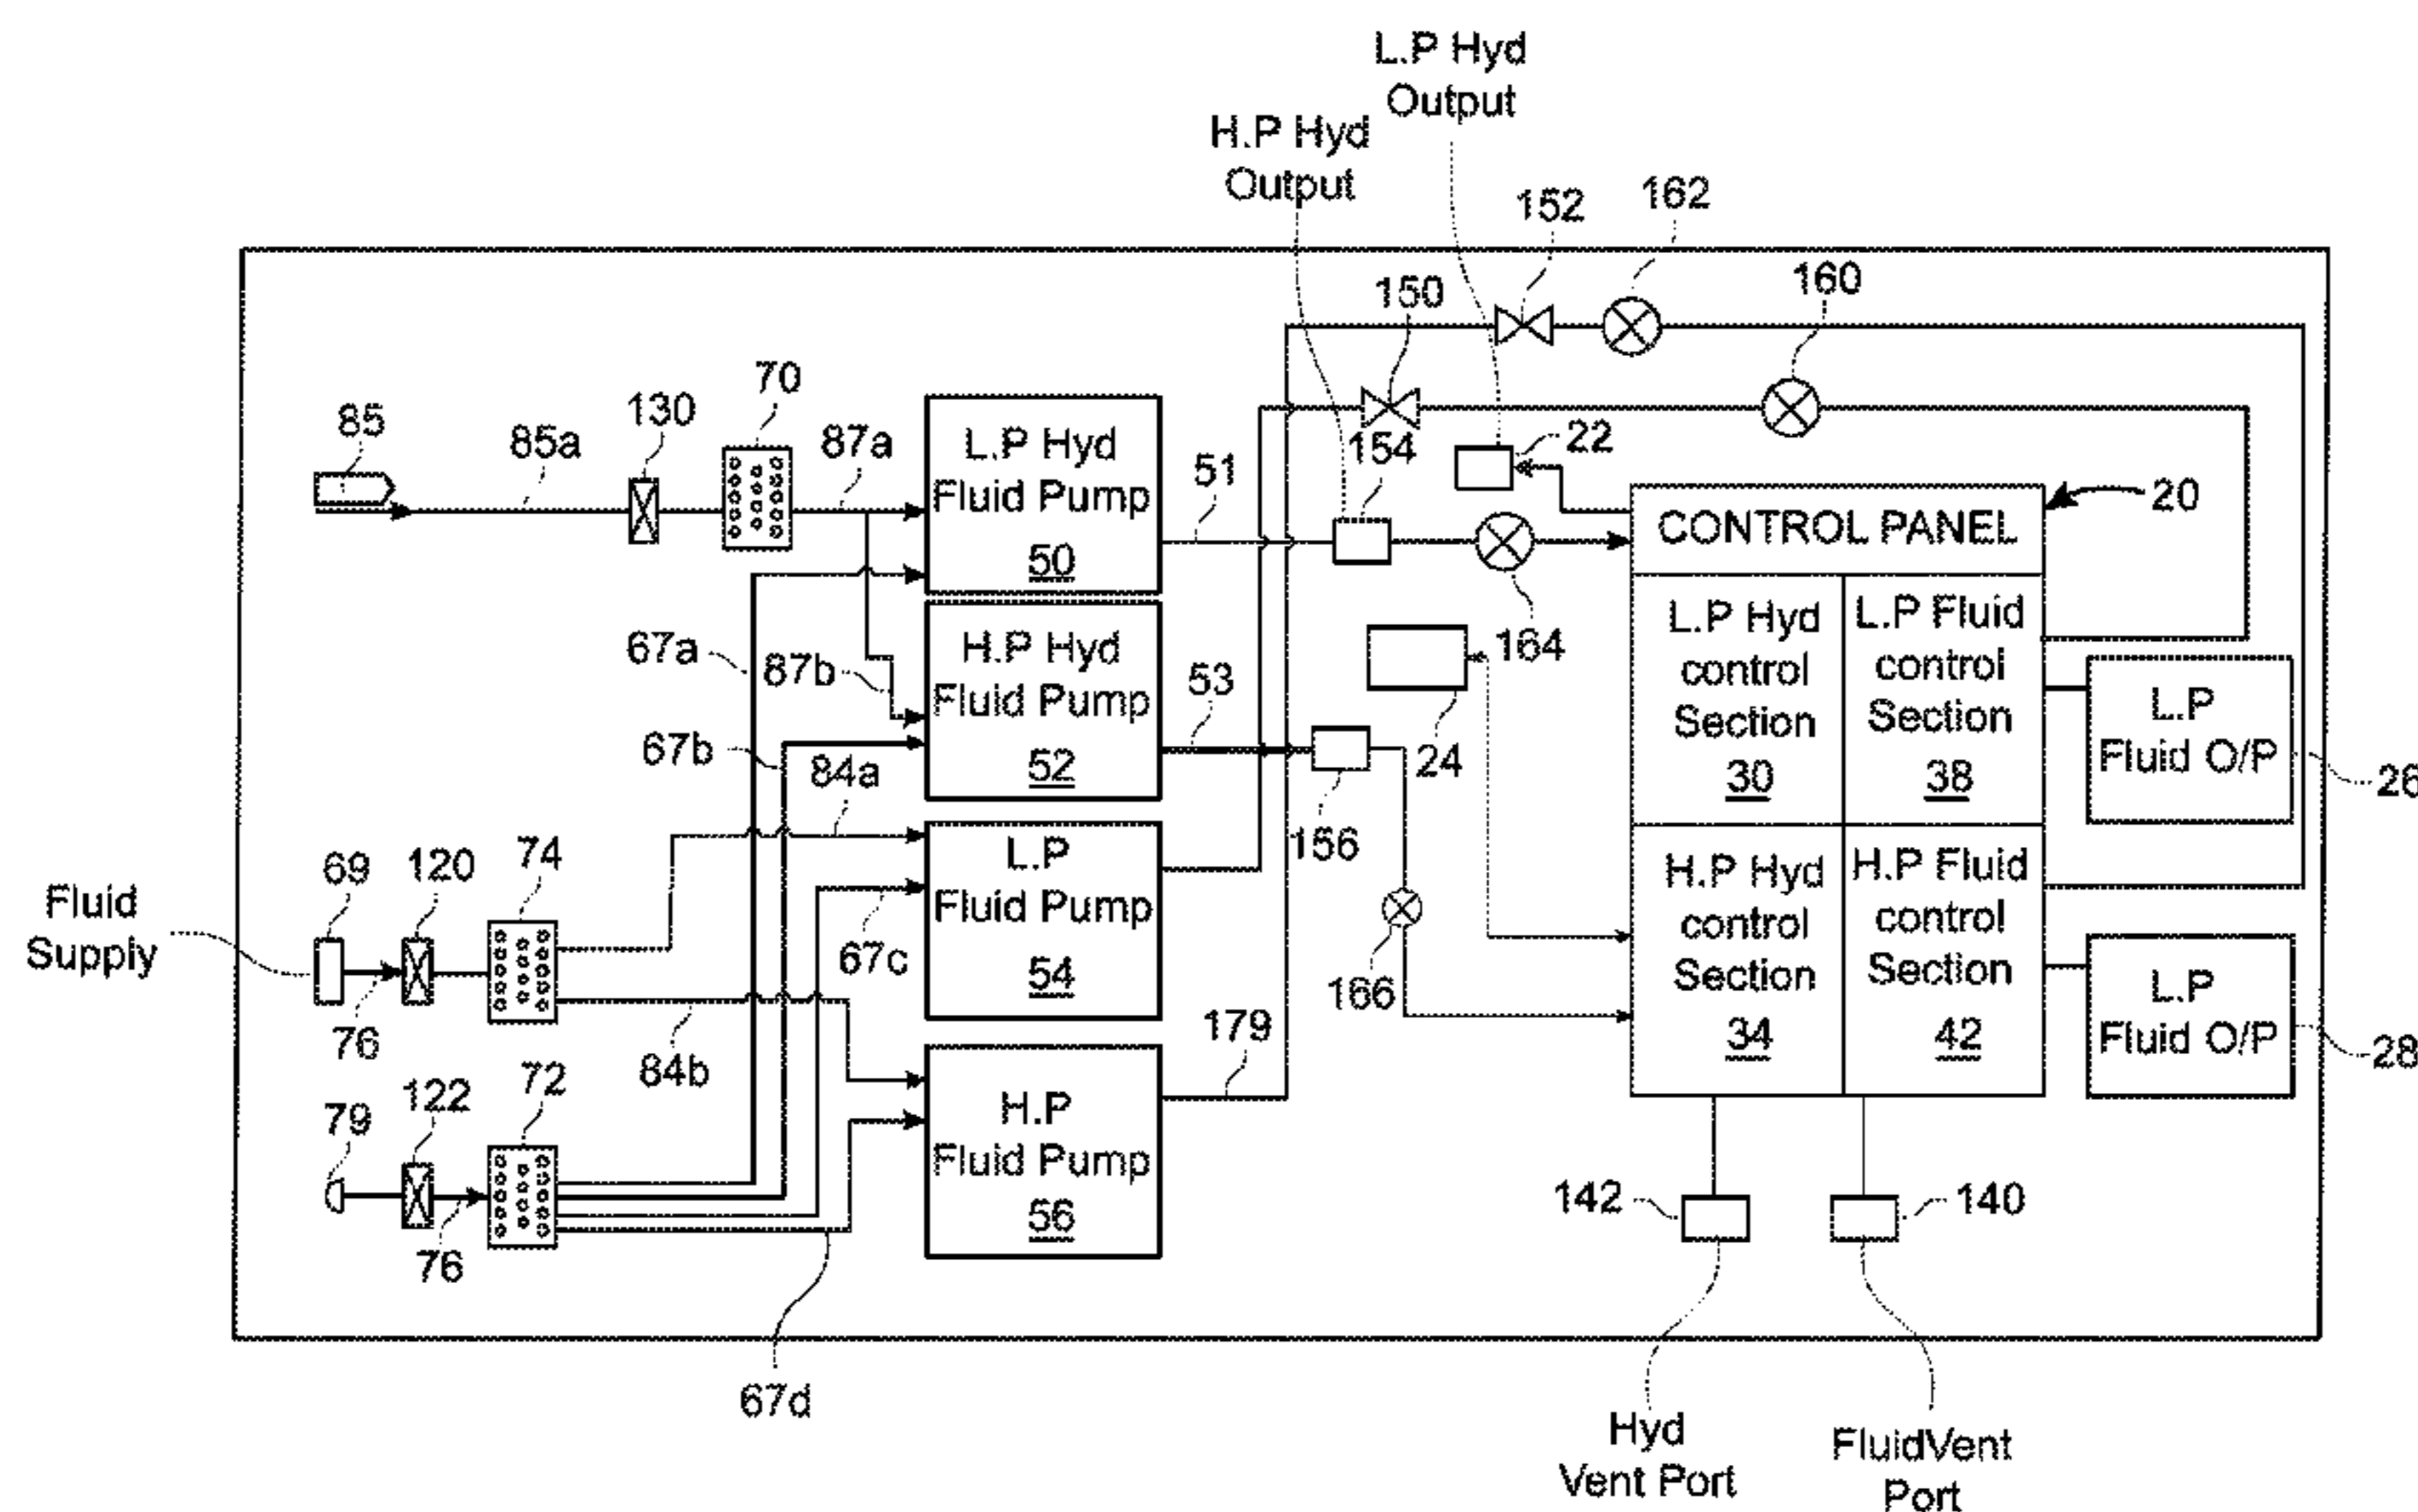 L.P Hyd
Output
H.P Hyd
Output
152
162
150
160
85
85a
130
70
87a
L.P Hyd
Fluid Pump
50
51
154
22
164
CONTROL PANEL
20
67a
87b
67b
84a
H.P Hyd
Fluid Pump
52
53
156
24
166
L.P Hyd
control
Section
30
L.P Fluid
control
Section
38
L.P
Fluid O/P
26
Fluid
Supply
69
120
74
76
84b
67c
L.P
Fluid Pump
54
H.P Hyd
control
Section
34
H.P Fluid
control
Section
42
L.P
Fluid O/P
28
79
122
72
76
67d
H.P
Fluid Pump
56
179
142
140
Hyd
Vent Port
FluidVent
Port